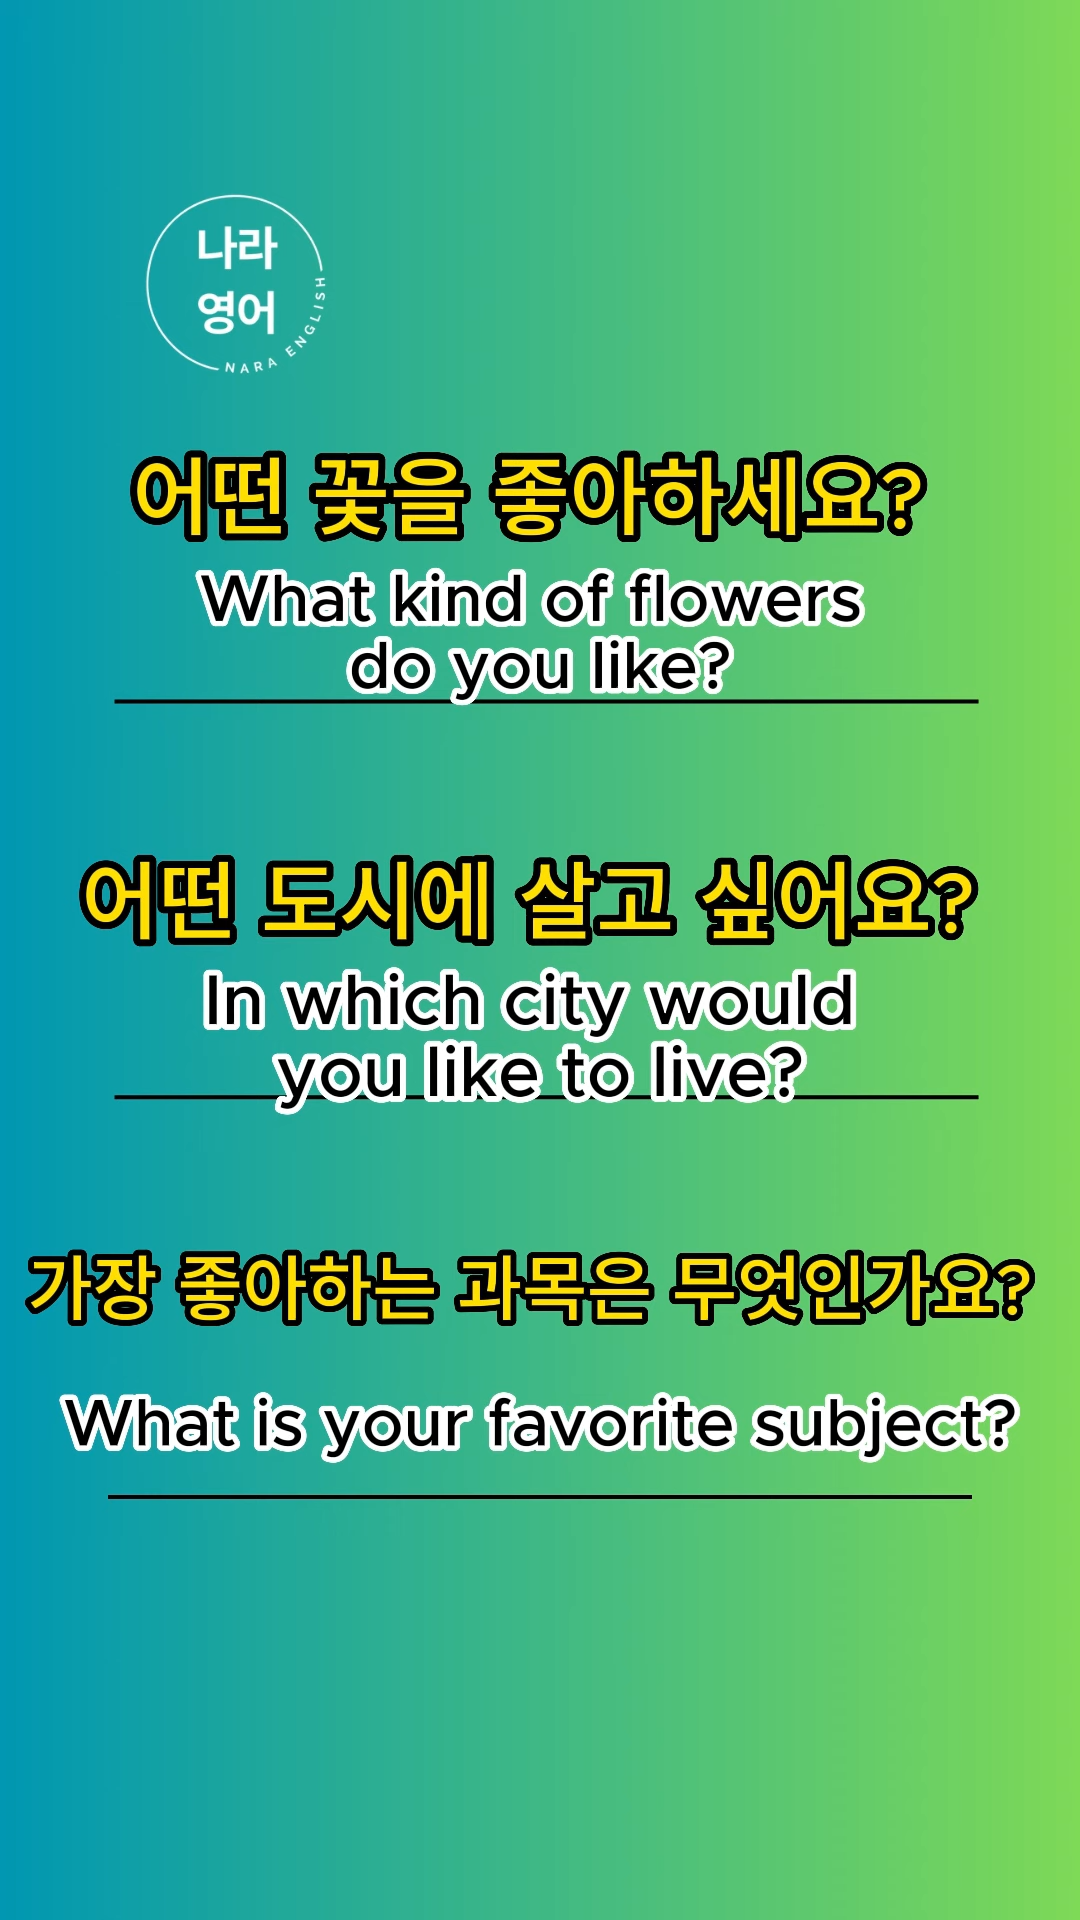 나라
영어
NARA ENGLISH
어떤 꽃을 좋아하세요?
What kind of flowers
do you like?
어떤 도시에 살고 싶어요?
In which city would
you like to live?
가장 좋아하는 과목은 무엇인가요?
What is your favorite subject?